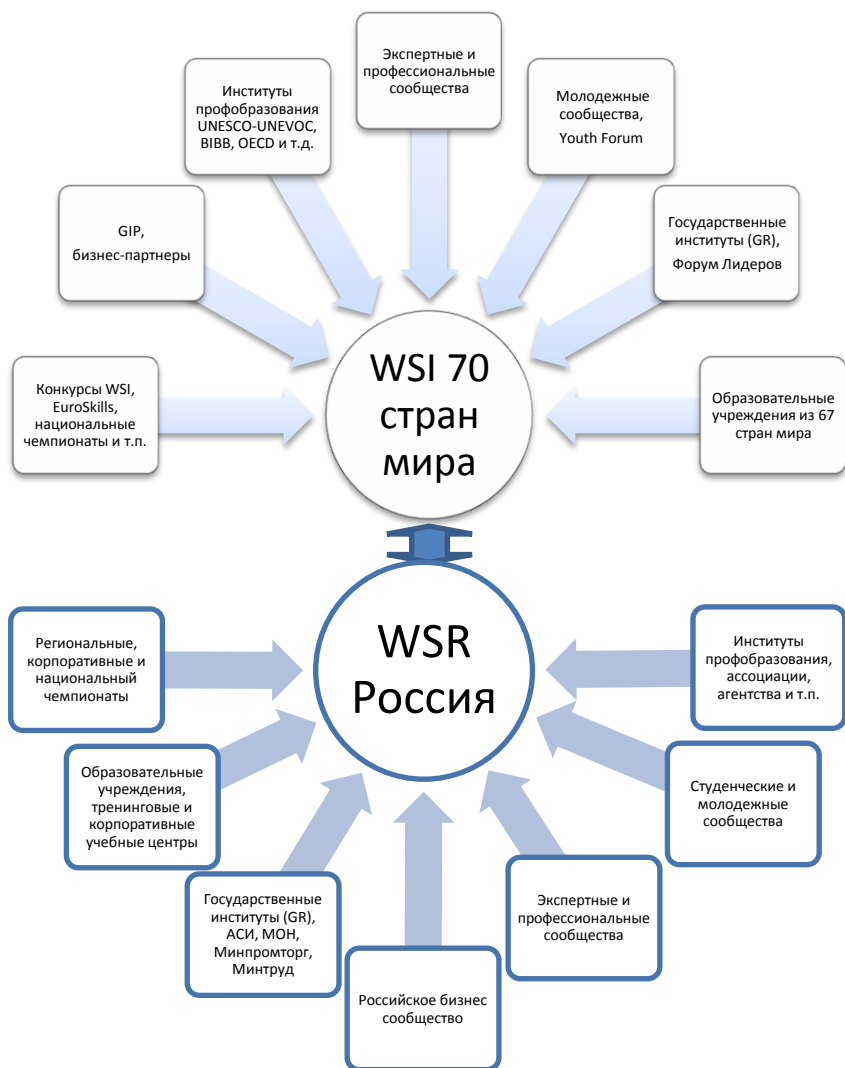 Экспертные и
профессиональные
сообщества
Институты
профобразования
UNESCO-UNEVOC,
BIBB, OECD и т.д.
Молодежные
сообщества,
Youth Forum
GIP,
бизнес-партнеры
Государственные
институты (GR),
Форум Лидеров
Конкурсы WSI,
EuroSkills,
национальные
чемпионаты и т.п.
WSI 70
стран
мира
Образовательные
учреждения из 67
стран мира
WSR
Россия
Региональные,
корпоративные и
национальный
чемпионаты
Институты
профобразования,
ассоциации,
агентства и т.п.
Образовательные
учреждения,
тренинговые и
корпоративные
учебные центры
Студенческие и
молодежные
сообщества
Государственные
институты (GR),
АСИ, МОН,
Минпромторг,
Минтруд
Экспертные и
профессиональные
сообщества
Российское бизнес
сообщество